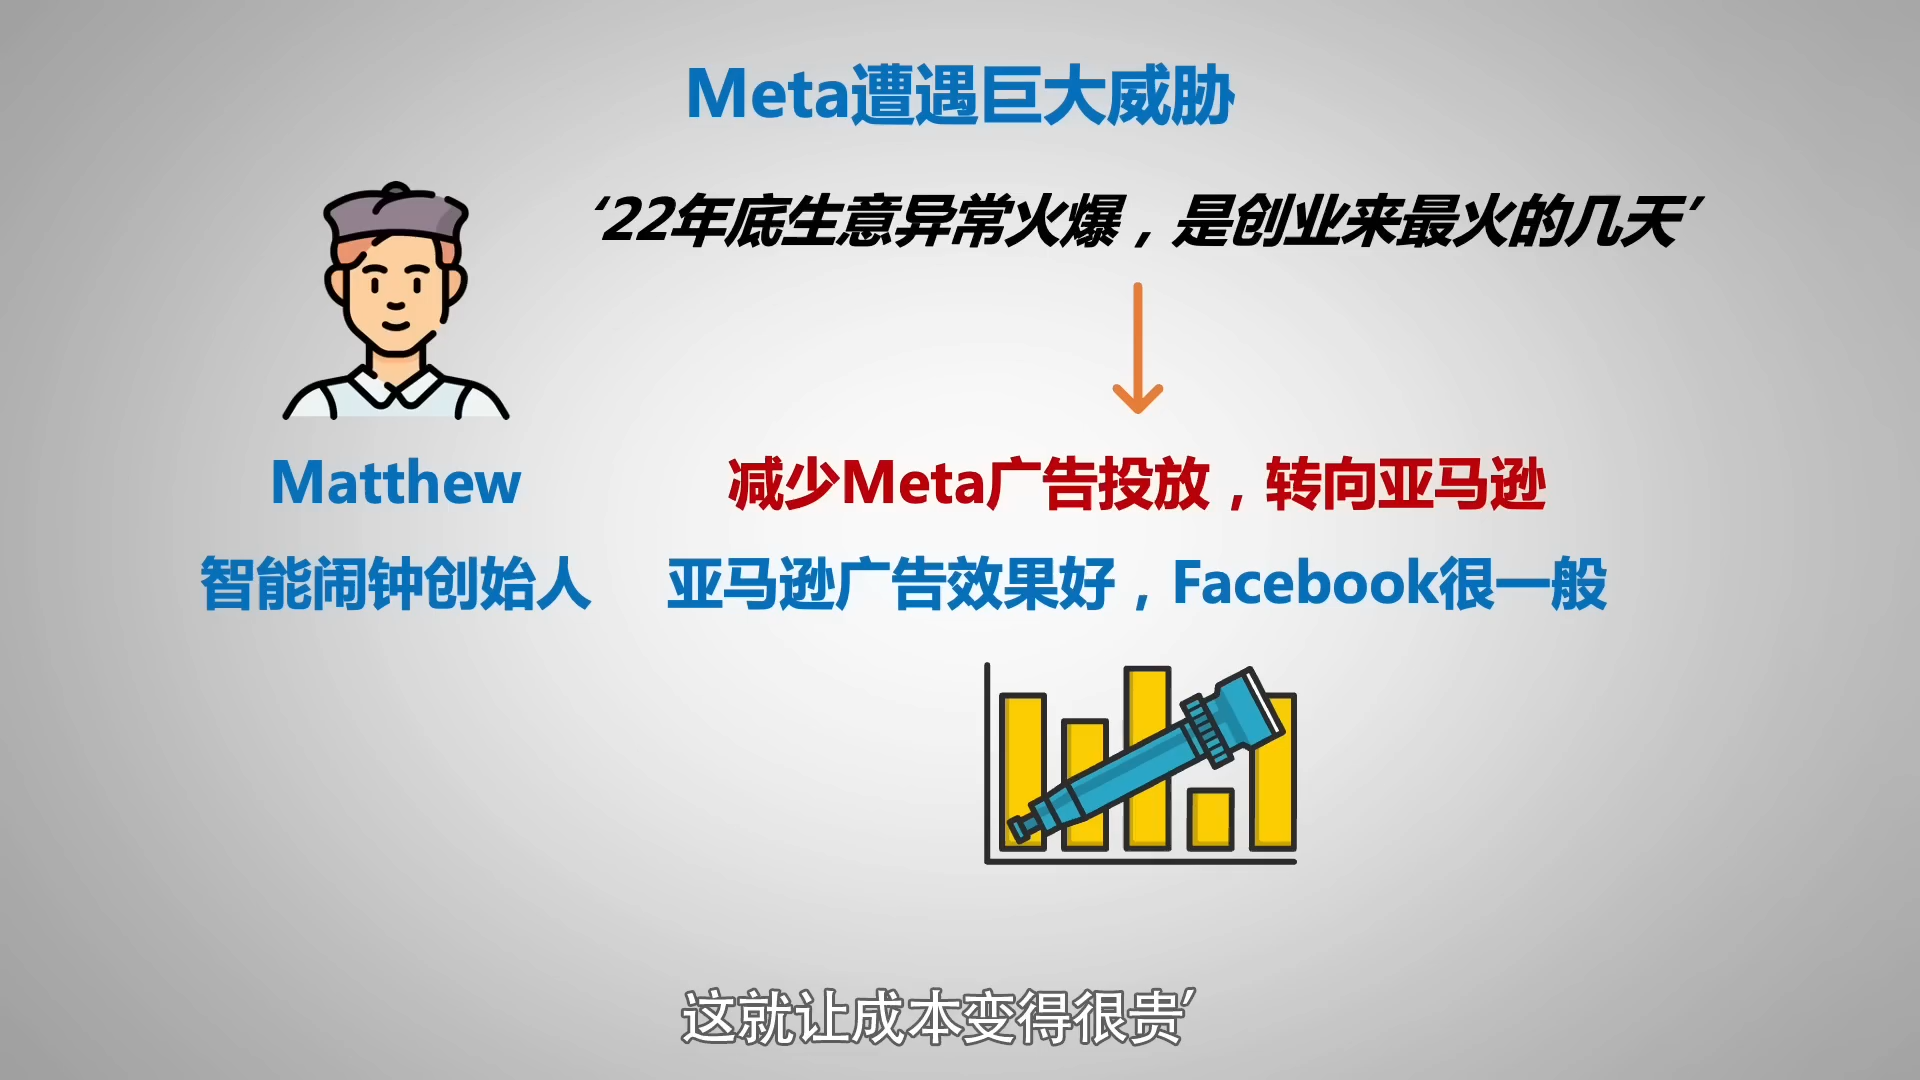 Meta遭遇巨大威胁
‘22年底生意异常火爆，是创业来最火的几天’
Matthew
减少Meta广告投放，转向亚马逊
智能闹钟创始人
亚马逊广告效果好，Facebook很一般
这就让成本变得很贵’